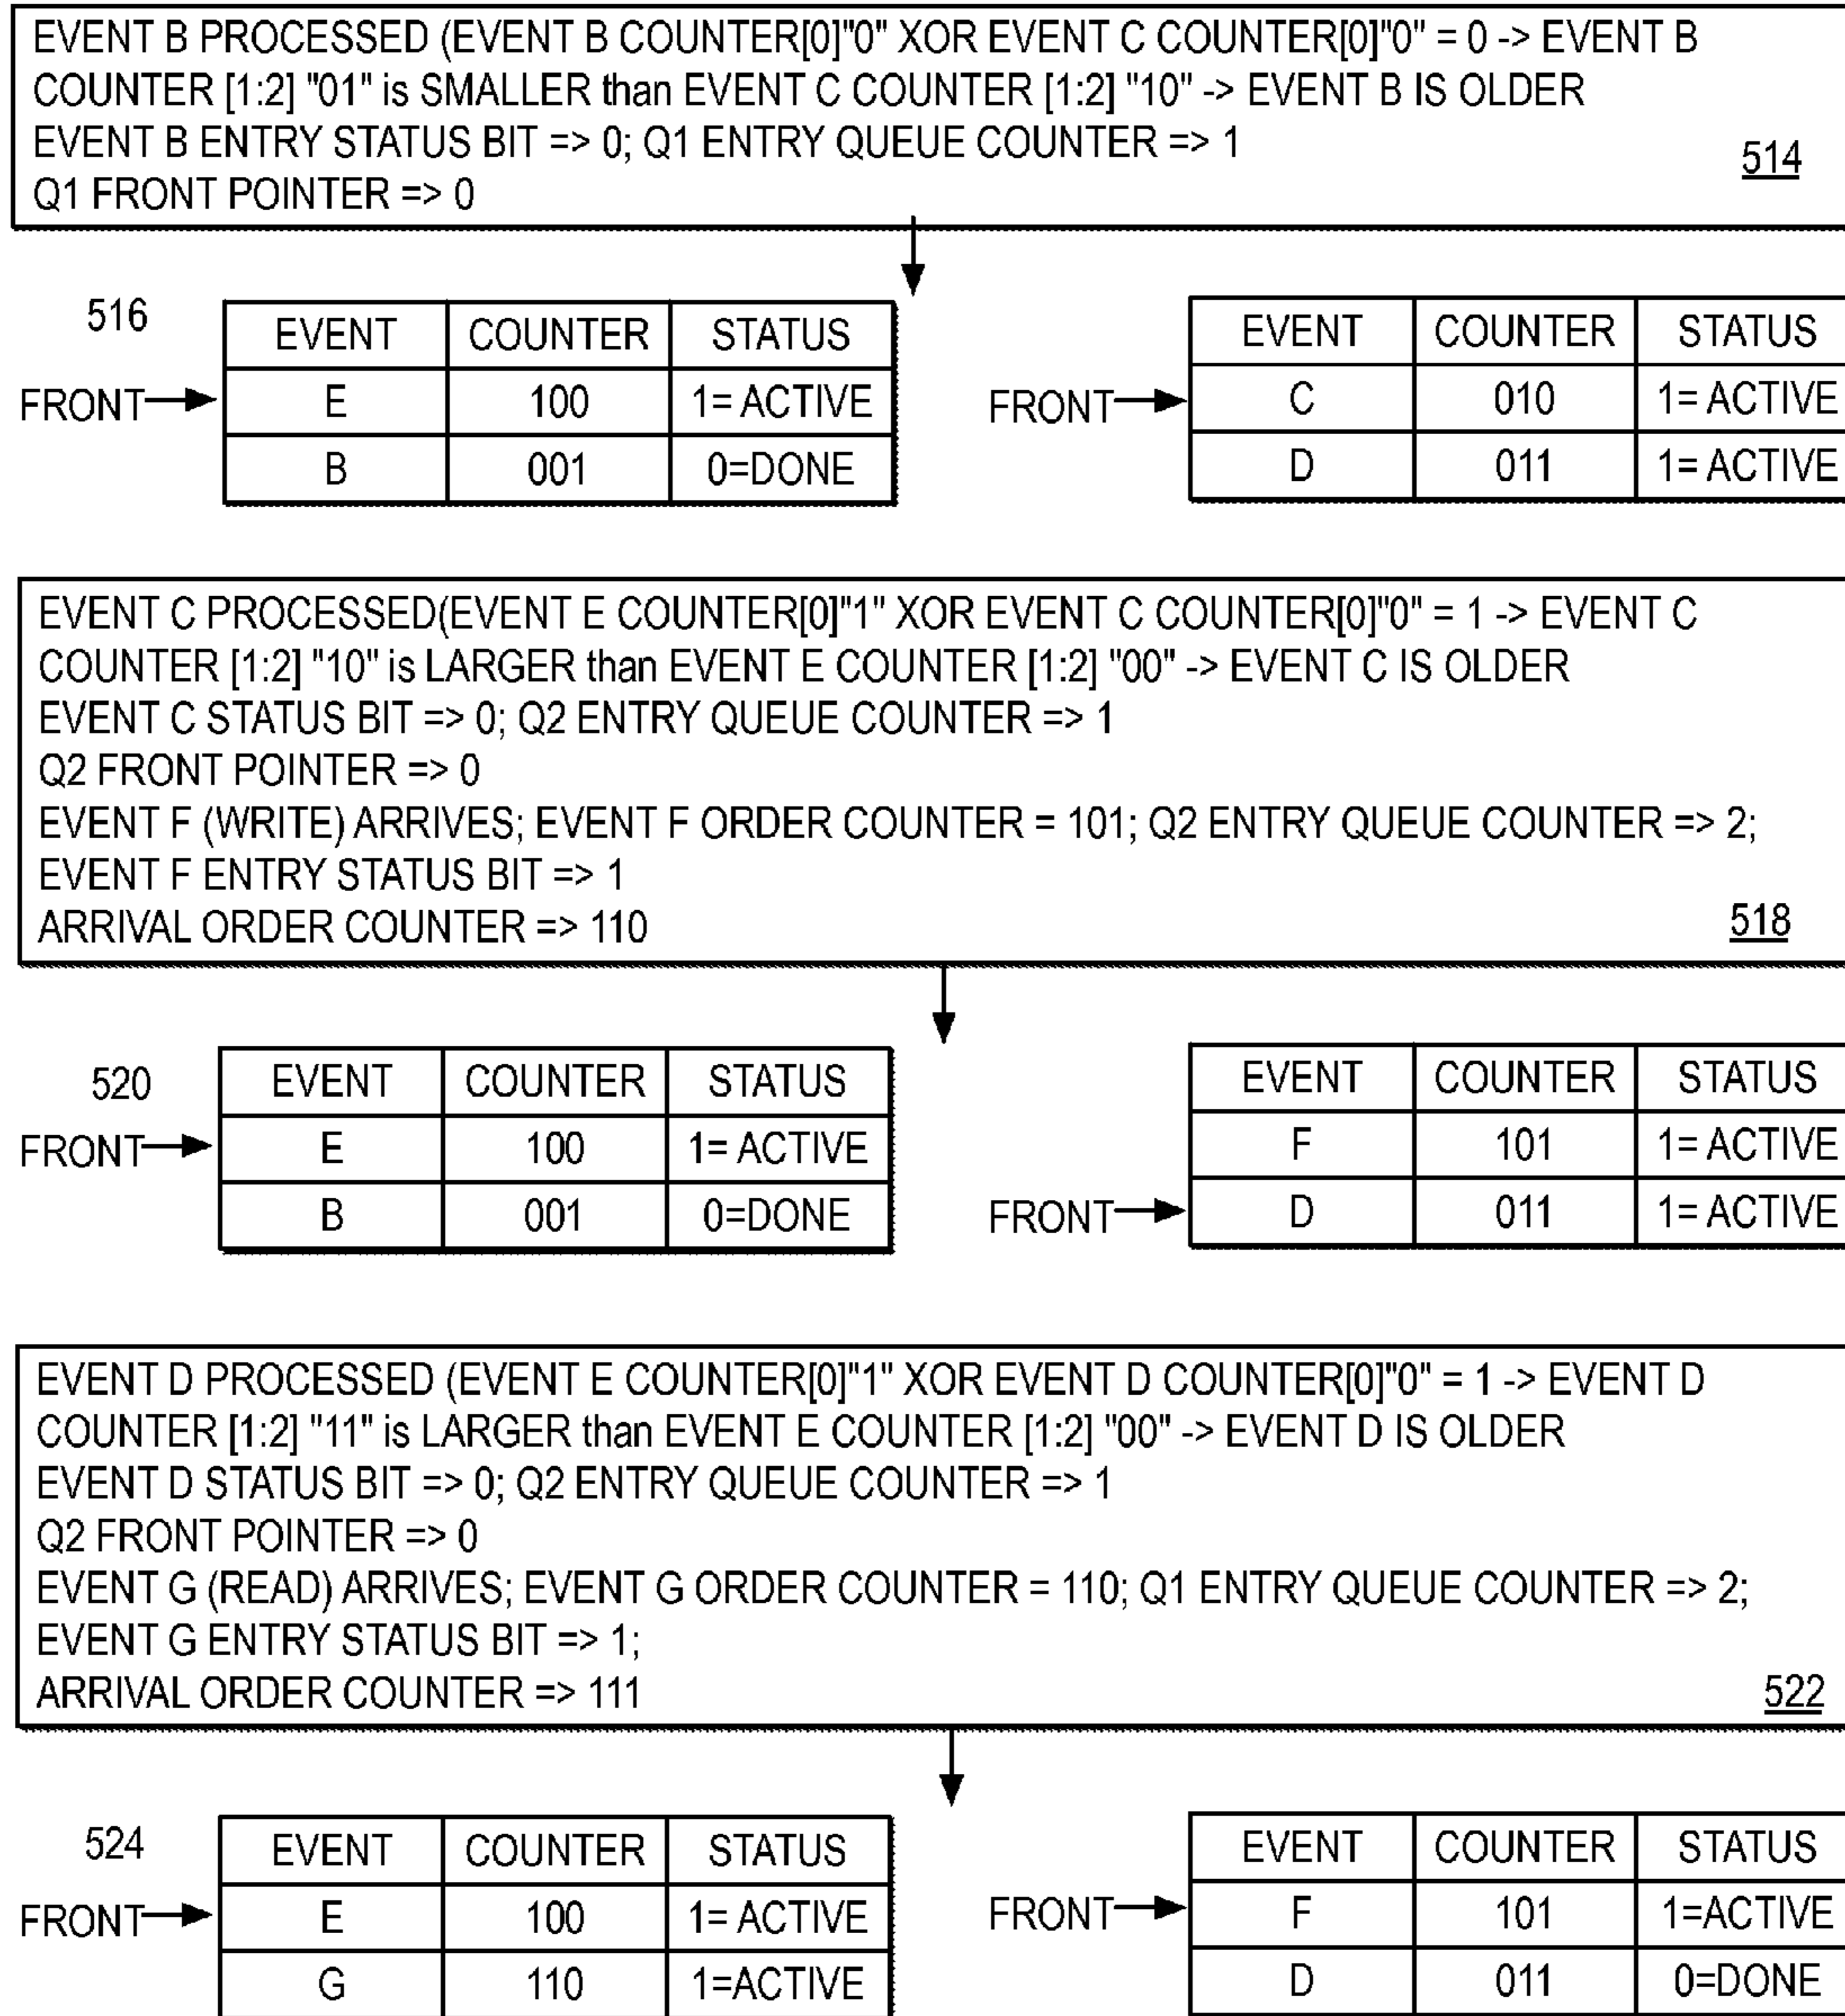 EVENT B PROCESSED (EVENT B COUNTER[0]"0" XOR EVENT C COUNTER[0]"0" = 0 -> EVENT B
COUNTER [1:2] "01" is SMALLER than EVENT C COUNTER [1:2] "10" -> EVENT B IS OLDER
EVENT B ENTRY STATUS BIT => 0; Q1 ENTRY QUEUE COUNTER => 1
Q1 FRONT POINTER => 0
514
516
EVENT COUNTER STATUS
FRONT E 100 1= ACTIVE
B 001 0=DONE
EVENT COUNTER STATUS
FRONT C 010 1= ACTIVE
D 011 1= ACTIVE
EVENT C PROCESSED(EVENT E COUNTER[0]"1" XOR EVENT C COUNTER[0]"0" = 1 -> EVENT C
COUNTER [1:2] "10" is LARGER than EVENT E COUNTER [1:2] "00" -> EVENT C IS OLDER
EVENT C STATUS BIT => 0; Q2 ENTRY QUEUE COUNTER => 1
Q2 FRONT POINTER => 0
EVENT F (WRITE) ARRIVES; EVENT F ORDER COUNTER = 101; Q2 ENTRY QUEUE COUNTER => 2;
EVENT F ENTRY STATUS BIT => 1
ARRIVAL ORDER COUNTER => 110
518
520
EVENT COUNTER STATUS
FRONT E 100 1= ACTIVE
B 001 0=DONE
EVENT COUNTER STATUS
F 101 1= ACTIVE
FRONT D 011 1= ACTIVE
EVENT D PROCESSED (EVENT E COUNTER[0]"1" XOR EVENT D COUNTER[0]"0" = 1 -> EVENT D
COUNTER [1:2] "11" is LARGER than EVENT E COUNTER [1:2] "00" -> EVENT D IS OLDER
EVENT D STATUS BIT => 0; Q2 ENTRY QUEUE COUNTER => 1
Q2 FRONT POINTER => 0
EVENT G (READ) ARRIVES; EVENT G ORDER COUNTER = 110; Q1 ENTRY QUEUE COUNTER => 2;
EVENT G ENTRY STATUS BIT => 1;
ARRIVAL ORDER COUNTER => 111
522
524
EVENT COUNTER STATUS
FRONT E 100 1= ACTIVE
G 110 1=ACTIVE
EVENT COUNTER STATUS
FRONT F 101 1=ACTIVE
D 011 0=DONE